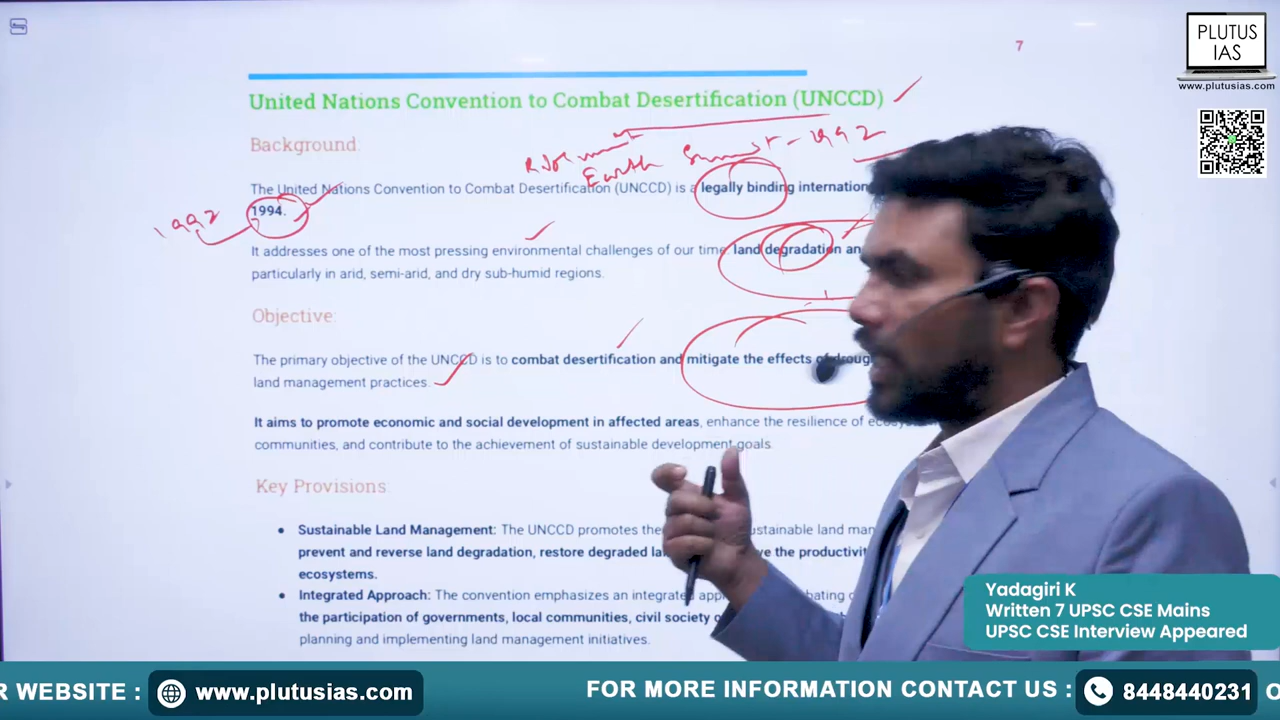 PLUTUS
IAS
www.plutusias.com
7
United Nations Convention to Combat Desertification (UNCCD)
Earth Summit - 1992
Background:
The United Nations Convention to Combat Desertification (UNCCD) is a legally binding internation
1992
1994.
It addresses one of the most pressing environmental challenges of our time: land degradation an
particularly in arid, semi-arid, and dry sub-humid regions.
Objective:
The primary objective of the UNCCD is to combat desertification and mitigate the effects of droug
land management practices.
It aims to promote economic and social development in affected areas, enhance the resilience of
communities, and contribute to the achievement of sustainable development goals.
Key Provisions:
Sustainable Land Management: The UNCCD promotes the ustainable land man
prevent and reverse land degradation, restore degraded la ve the productivit
ecosystems.
Integrated Approach: The convention emphasizes an integrated
the participation of governments, local communities, civil society
planning and implementing land management initiatives.
Yadagiri K
Written 7 UPSC CSE Mains
UPSC CSE Interview Appeared
R WEBSITE : www.plutusias.com FOR MORE INFORMATION CONTACT US : 8448440231 O